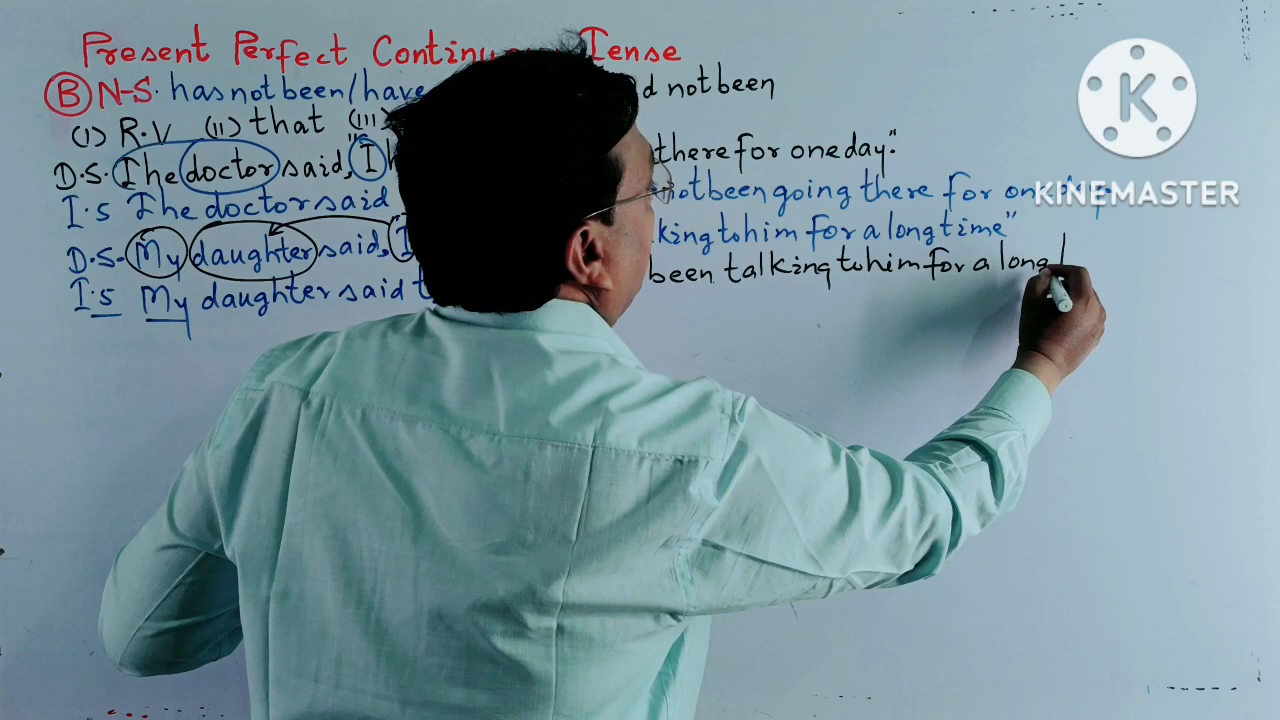 Present Perfect Tense
(B) N-S. has not been/have d not been
(I) R.V (II) that (III)
D.S. The doctor said, "I there for one day."
I.S The doctor said not been going there for
D.S- My daughter said, "I king to him for a long time"
I.S My daughter said been talking to him for a long
K
KINEMASTER